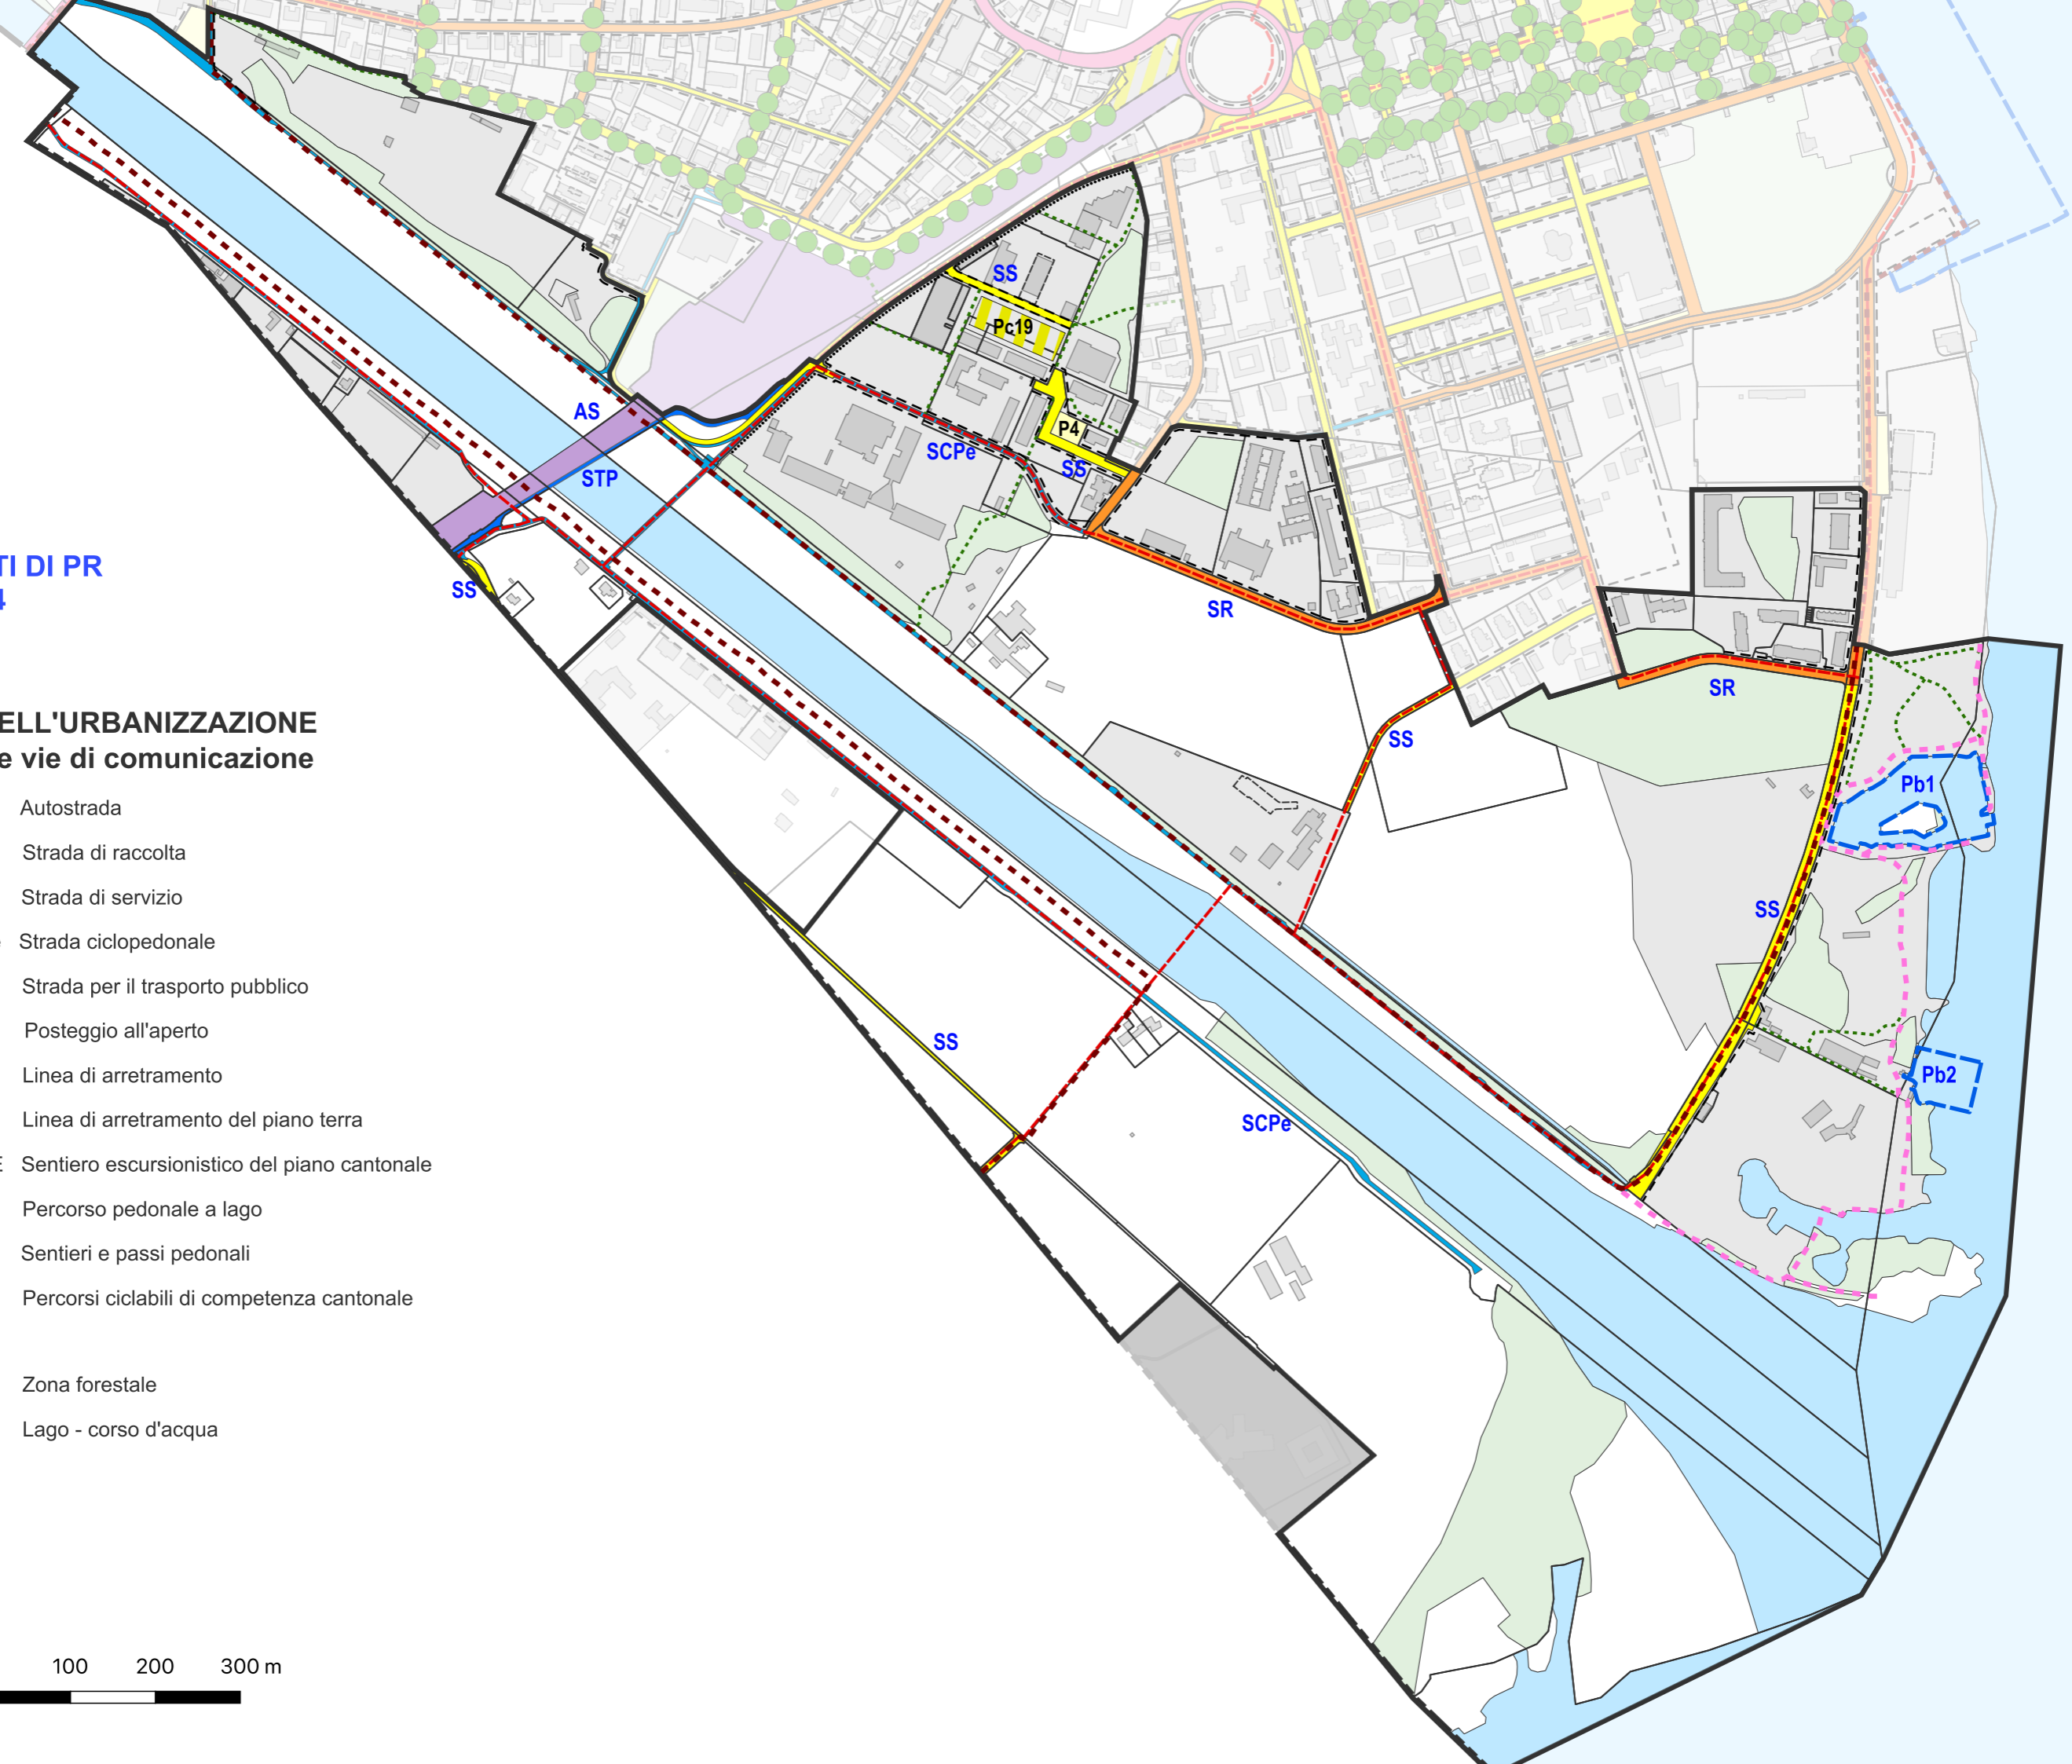 TI DI PR
4
ELL'URBANIZZAZIONE
e vie di comunicazione
Autostrada
Strada di raccolta
Strada di servizio
e Strada ciclopedonale
Strada per il trasporto pubblico
Posteggio all'aperto
Linea di arretramento
Linea di arretramento del piano terra
E Sentiero escursionistico del piano cantonale
Percorso pedonale a lago
Sentieri e passi pedonali
Percorsi ciclabili di competenza cantonale
Zona forestale
Lago - corso d'acqua
100 200 300 m
SS
Pc19
AS
P4
SCPe
SS
STP
SS
SR
SR
SS
Pb1
SS
SS
Pb2
SCPe